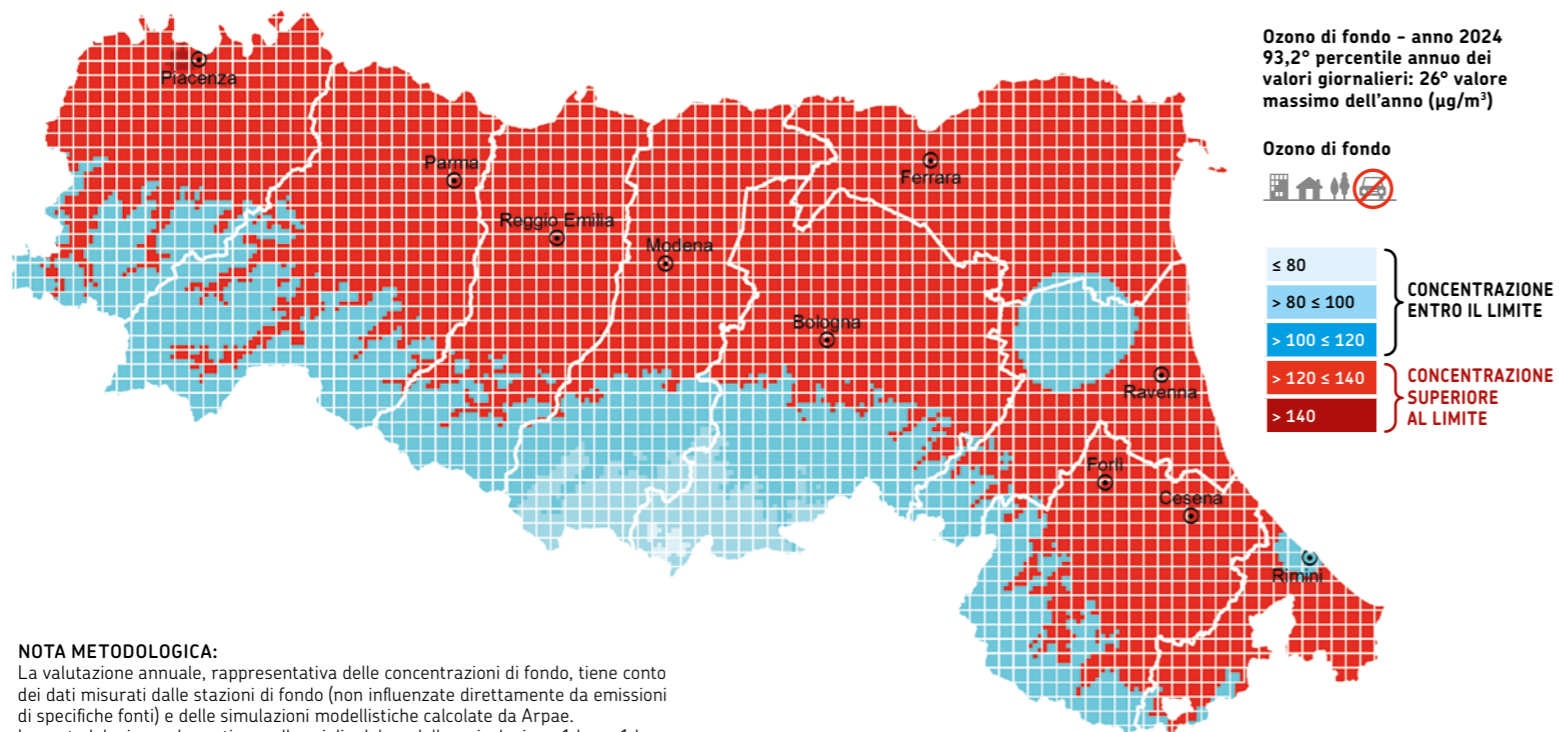 Ozono di fondo - anno 2024
93,2° percentile annuo dei
valori giornalieri: 26° valore
massimo dell'anno (µg/m³)
Ozono di fondo
≤ 80
> 80 ≤ 100
> 100 ≤ 120
> 120 ≤ 140
> 140
CONCENTRAZIONE
ENTRO IL LIMITE
CONCENTRAZIONE
SUPERIORE
AL LIMITE
Piacenza
Parma
Reggio Emilia
Modena
Ferrara
Bologna
Ravenna
Forlì
Cesena
Rimini
NOTA METODOLOGICA:
La valutazione annuale, rappresentativa delle concentrazioni di fondo, tiene conto
dei dati misurati dalle stazioni di fondo (non influenzate direttamente da emissioni
di specifiche fonti) e delle simulazioni modellistiche calcolate da Arpae.